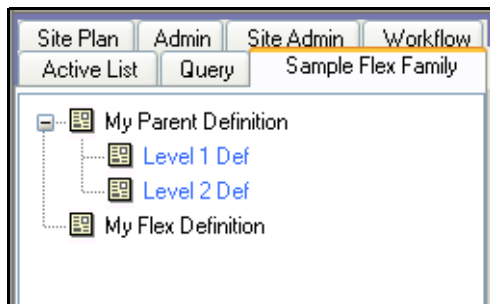 Site Plan Admin Site Admin Workflow
Active List Query Sample Flex Family
My Parent Definition
Level 1 Def
Level 2 Def
My Flex Definition